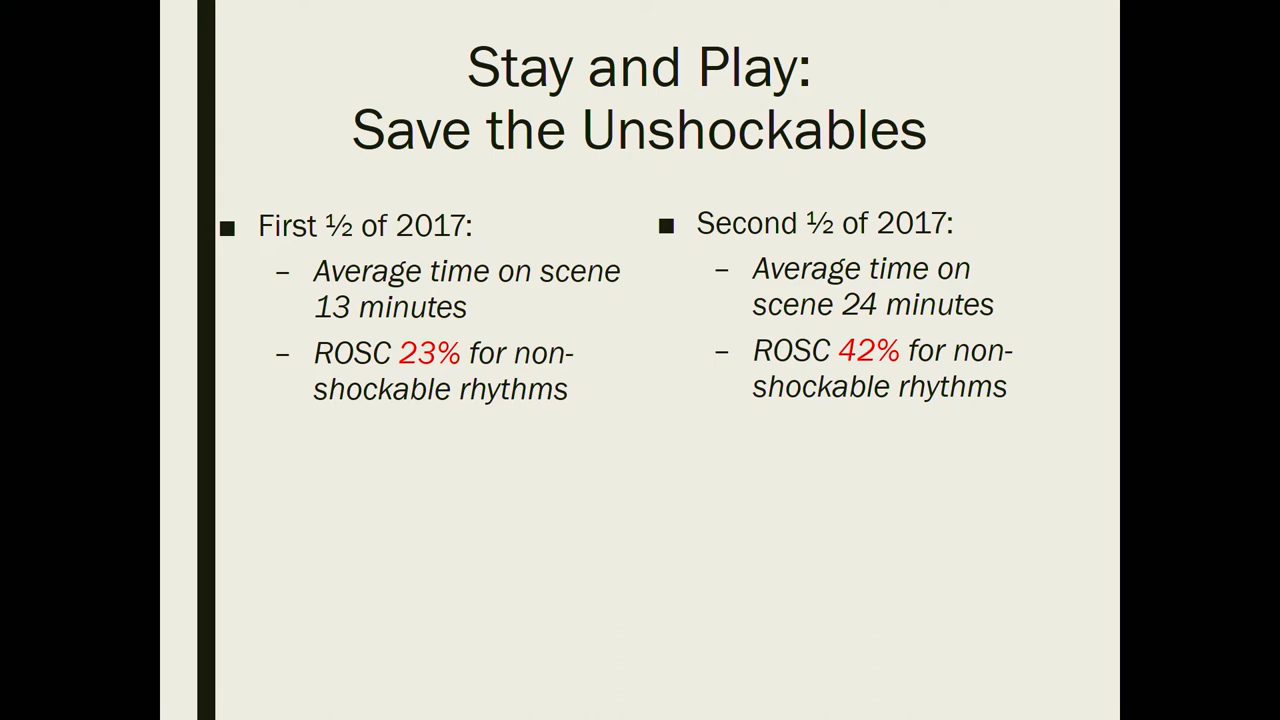 Stay and Play:
Save the Unshockables
■ First ½ of 2017:
– Average time on scene
13 minutes
– ROSC 23% for non-
shockable rhythms
■ Second ½ of 2017:
– Average time on
scene 24 minutes
– ROSC 42% for non-
shockable rhythms